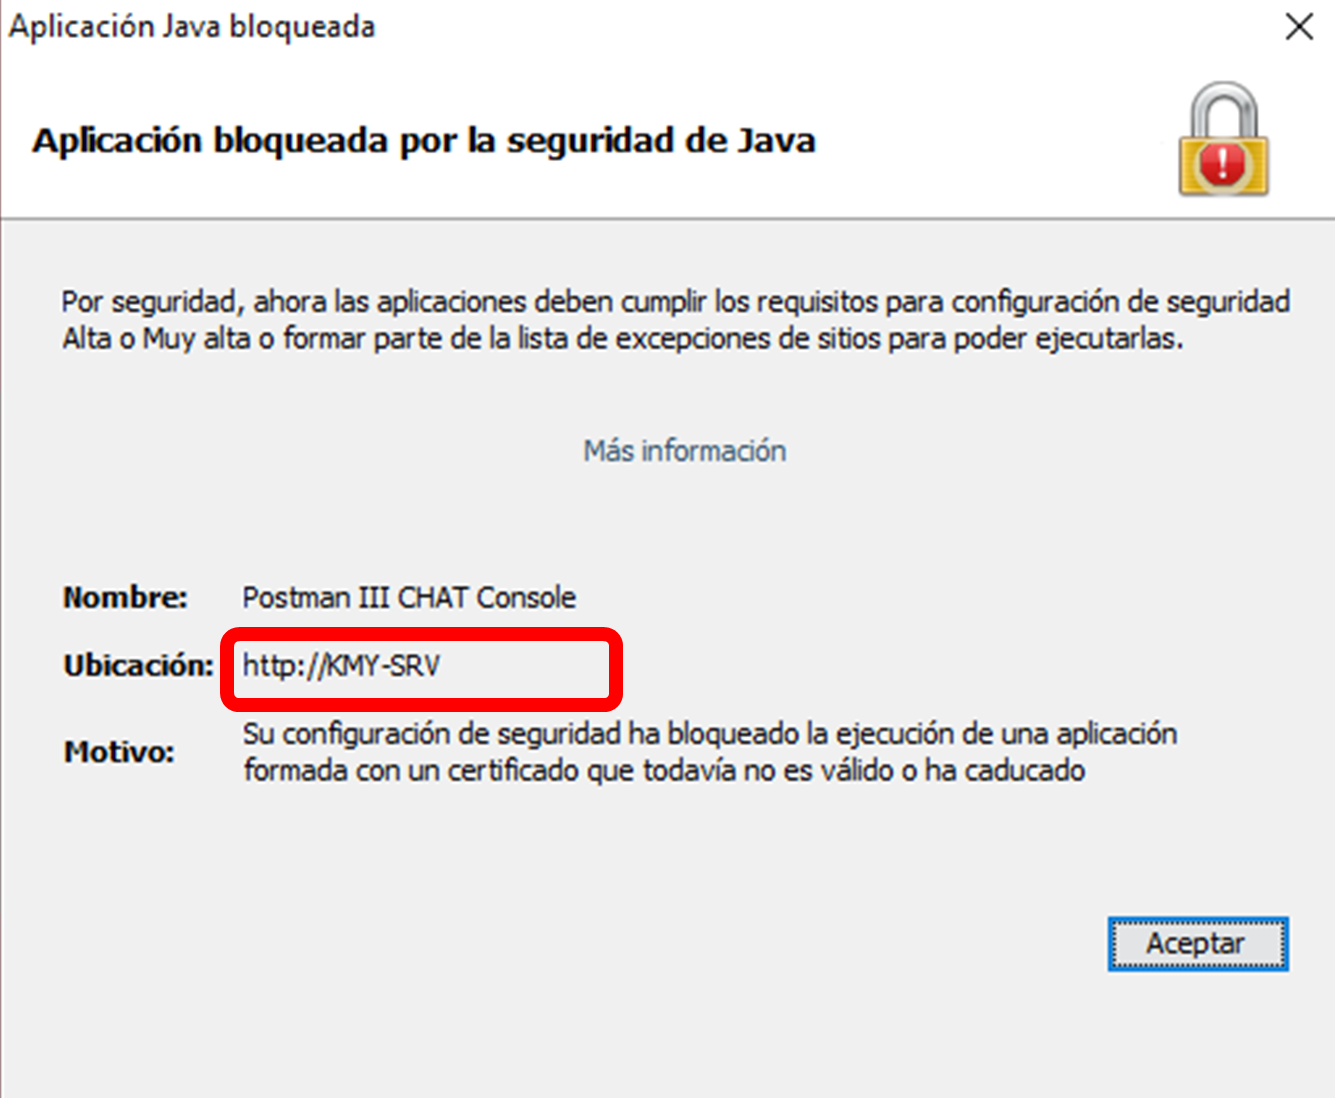 Aplicación Java bloqueada
Aplicación bloqueada por la seguridad de Java
Por seguridad, ahora las aplicaciones deben cumplir los requisitos para configuración de seguridad
Alta o Muy alta o formar parte de la lista de excepciones de sitios para poder ejecutarlas.
Más información
Nombre: Postman III CHAT Console
Ubicación: http://KMY-SRV
Motivo: Su configuración de seguridad ha bloqueado la ejecución de una aplicación
formada con un certificado que todavía no es válido o ha caducado
Aceptar